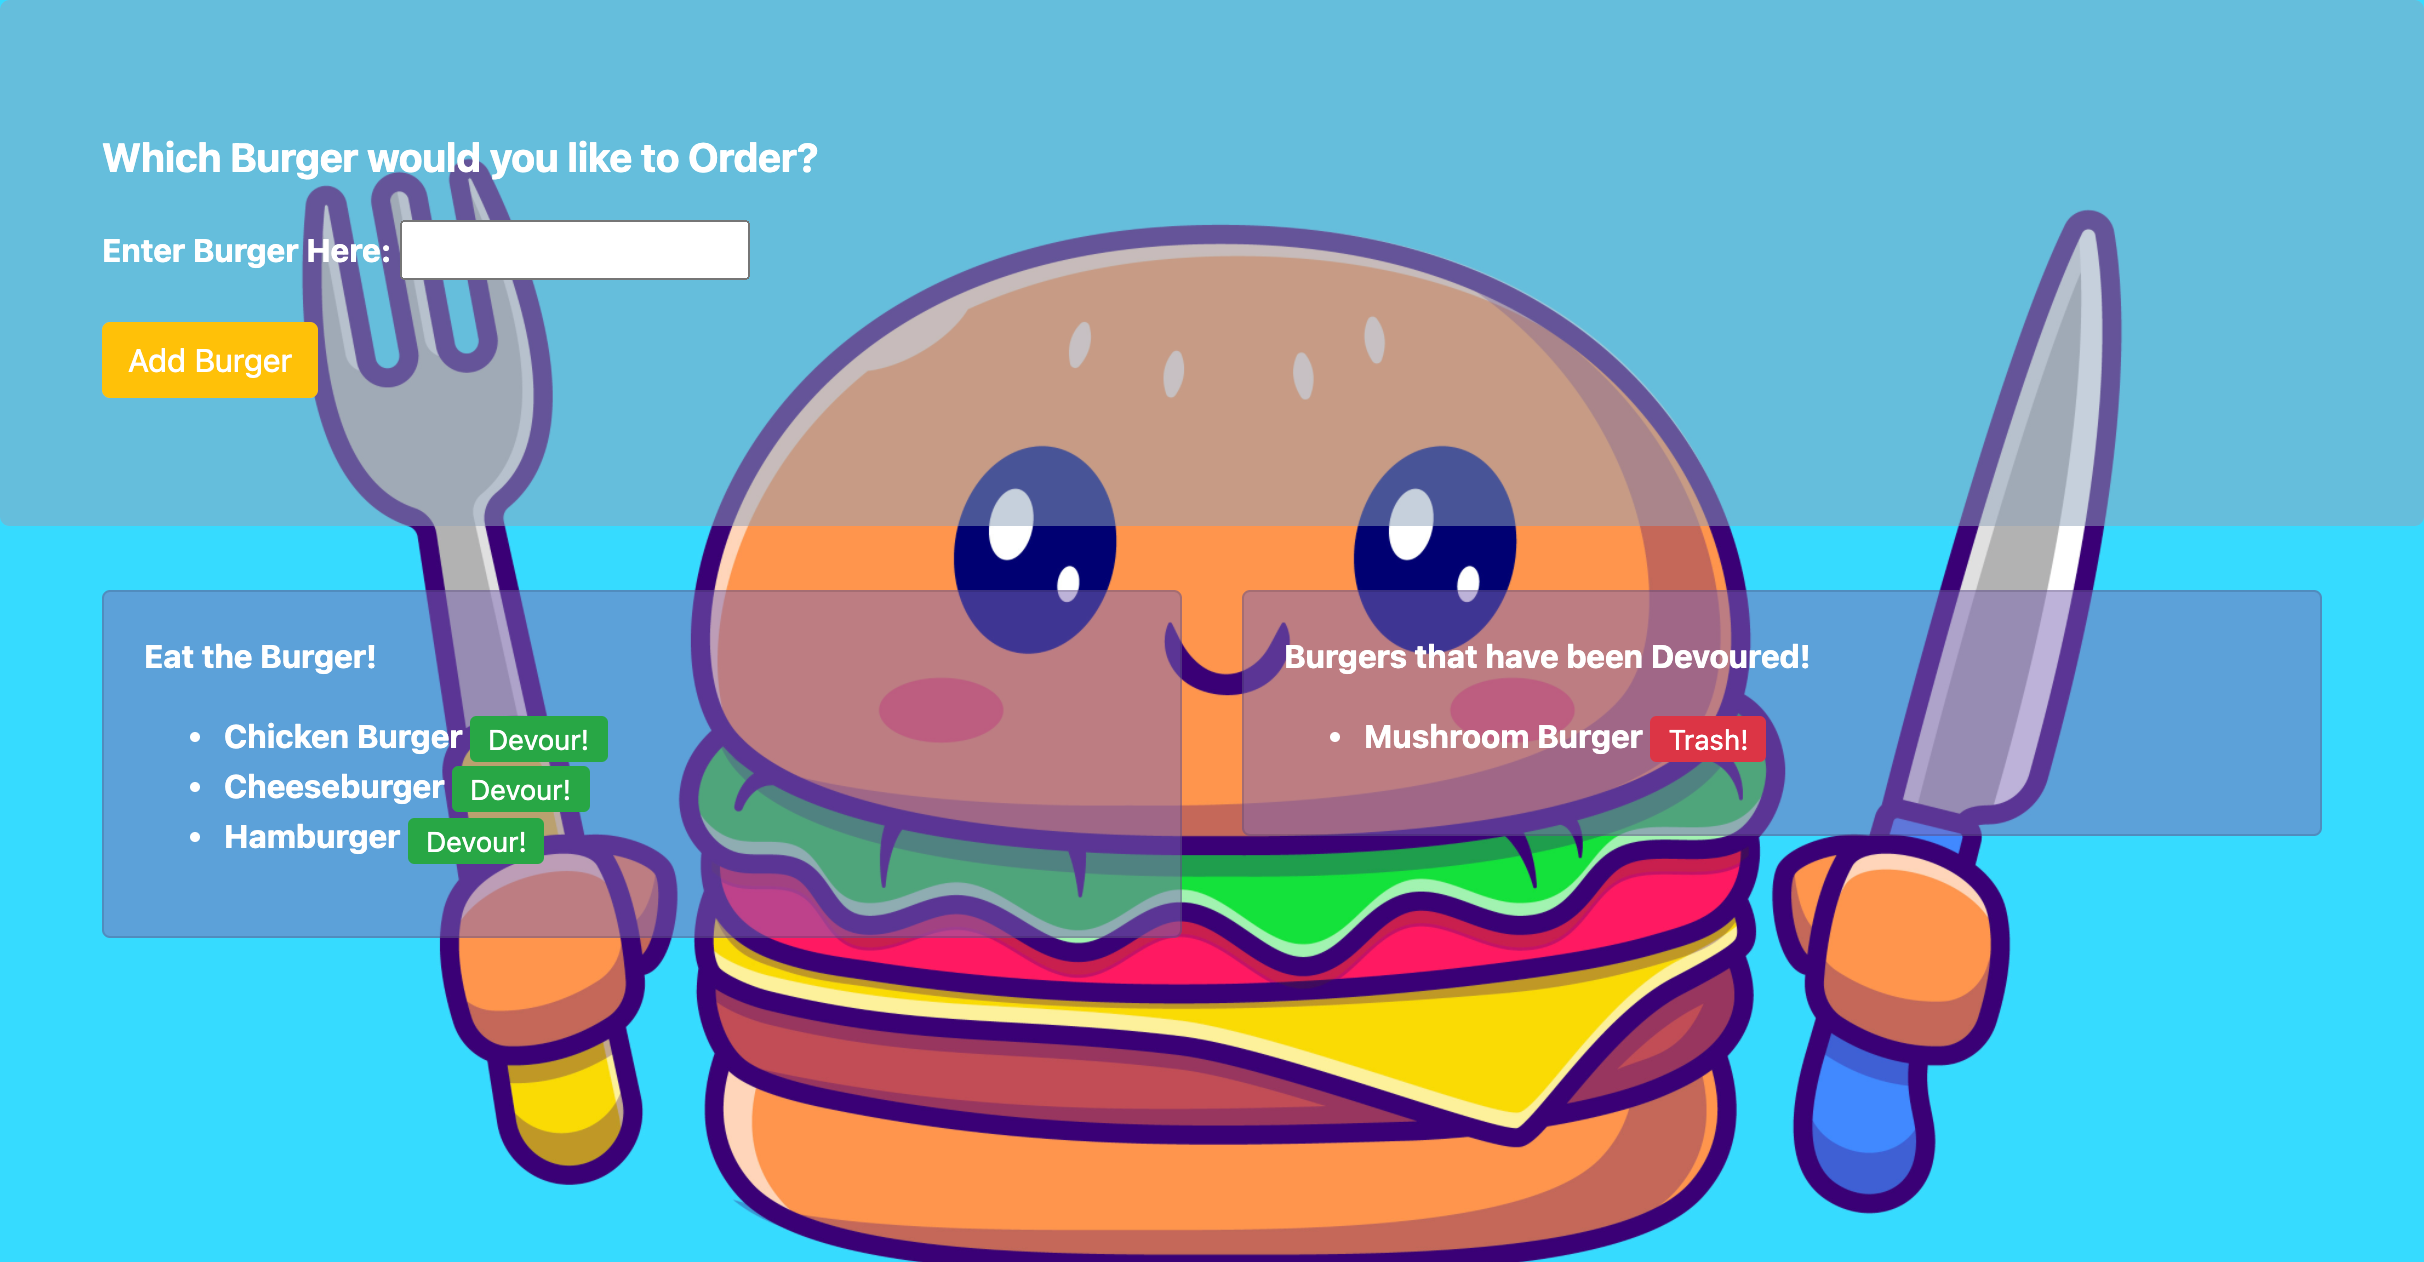 Which Burger would you like to Order?
Enter Burger Here:
Add Burger
Eat the Burger!
Chicken Burger Devour!
Cheeseburger Devour!
Hamburger Devour!
Burgers that have been Devoured!
Mushroom Burger Trash!